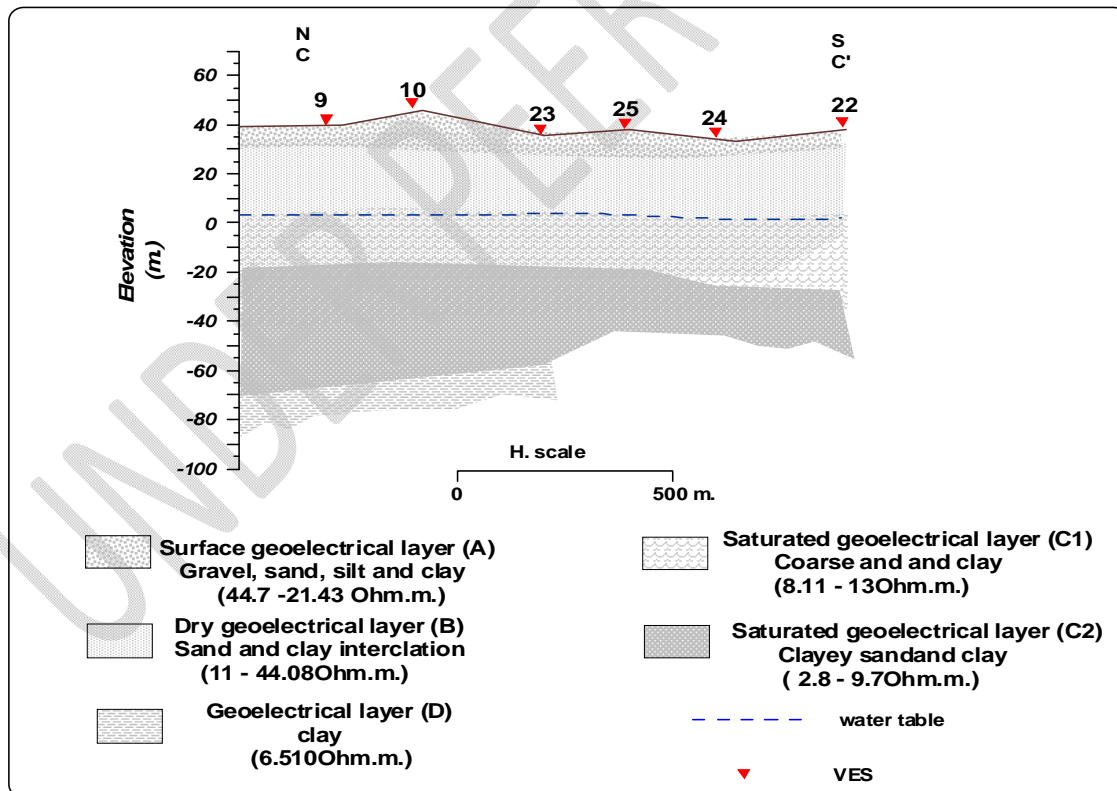 N
C
S
C'
9
10
23
25
24
22
60
40
20
0
-20
-40
-60
-80
-100
Elevation
(m.)
H. scale
0
500 m.
Surface geoelectrical layer (A)
Gravel, sand, silt and clay
(44.7 -21.43 Ohm.m.)
Dry geoelectrical layer (B)
Sand and clay interclation
(11 - 44.08Ohm.m.)
Geoelectrical layer (D)
clay
(6.510Ohm.m.)
Saturated geoelectrical layer (C1)
Coarse and and clay
(8.11 - 13Ohm.m.)
Saturated geoelectrical layer (C2)
Clayey sandand clay
( 2.8 - 9.7Ohm.m.)
water table
VES
UNDER PEER